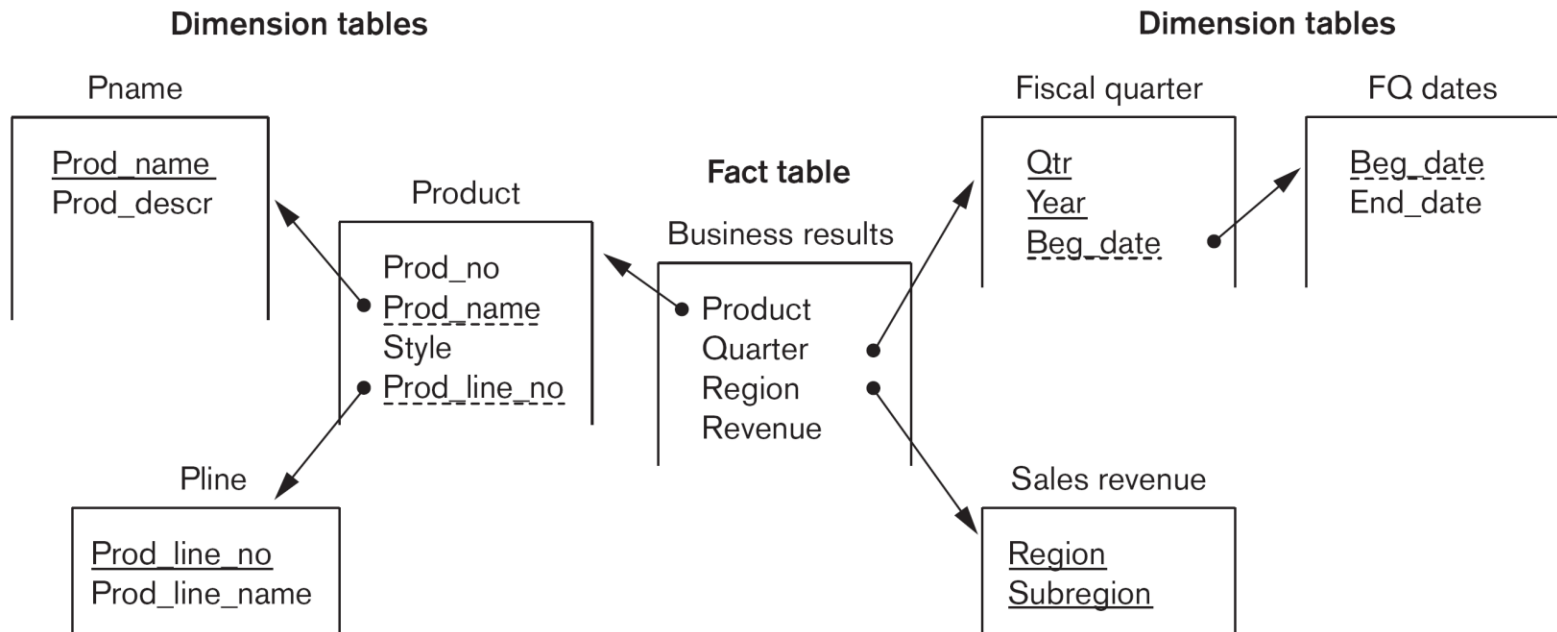 Dimension tables
Dimension tables
Pname
Prod_name
Prod_descr
Product
Prod_no
Prod_name
Style
Prod_line_no
Pline
Prod_line_no
Prod_line_name
Fact table
Business results
Product
Quarter
Region
Revenue
Fiscal quarter
Qtr
Year
Beg_date
FQ dates
Beg_date
End_date
Sales revenue
Region
Subregion